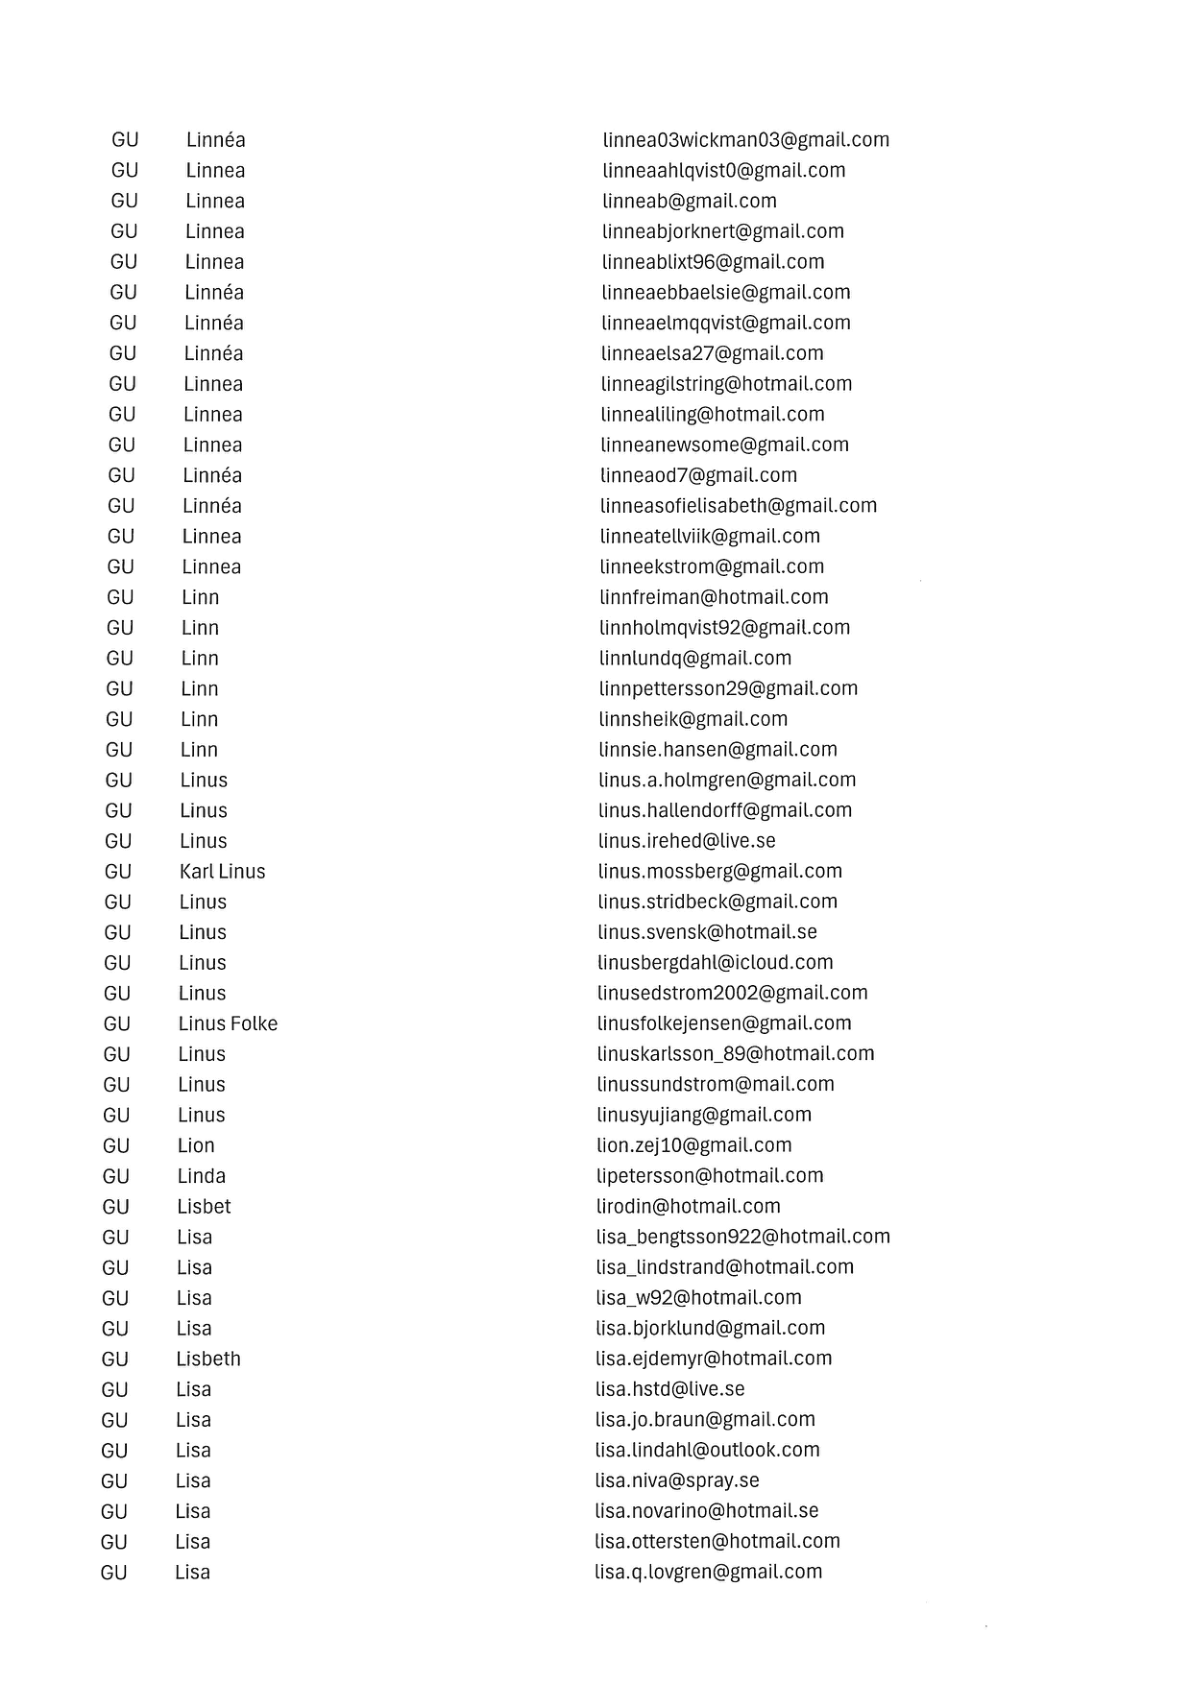 GU Linnéa linnea03wickman03@gmail.com
GU Linnea linneaahlqvist0@gmail.com
GU Linnea linneab@gmail.com
GU Linnea linneabjorknert@gmail.com
GU Linnea linneablixt96@gmail.com
GU Linnéa linneaebbaelsie@gmail.com
GU Linnéa linneaelmqqvist@gmail.com
GU Linnéa linneaelsa27@gmail.com
GU Linnea linneagilstring@hotmail.com
GU Linnea linnealiling@hotmail.com
GU Linnea linneanewsome@gmail.com
GU Linnéa linneaod7@gmail.com
GU Linnéa linneasofielisabeth@gmail.com
GU Linnea linneatellviik@gmail.com
GU Linnea linneekstrom@gmail.com
GU Linn linnfreiman@hotmail.com
GU Linn linnholmqvist92@gmail.com
GU Linn linnlundq@gmail.com
GU Linn linnpettersson29@gmail.com
GU Linn linnsheik@gmail.com
GU Linn linnsie.hansen@gmail.com
GU Linus linus.a.holmgren@gmail.com
GU Linus linus.hallendorff@gmail.com
GU Linus linus.irehed@live.se
GU Karl Linus linus.mossberg@gmail.com
GU Linus linus.stridbeck@gmail.com
GU Linus linus.svensk@hotmail.se
GU Linus linusbergdahl@icloud.com
GU Linus linusedstrom2002@gmail.com
GU Linus Folke linusfolkejensen@gmail.com
GU Linus linuskarlsson_89@hotmail.com
GU Linus linussundstrom@mail.com
GU Linus linusyujiang@gmail.com
GU Lion lion.zej10@gmail.com
GU Linda lipetersson@hotmail.com
GU Lisbet lirodin@hotmail.com
GU Lisa lisa_bengtsson922@hotmail.com
GU Lisa lisa_lindstrand@hotmail.com
GU Lisa lisa_w92@hotmail.com
GU Lisa lisa.bjorklund@gmail.com
GU Lisbeth lisa.ejdemyr@hotmail.com
GU Lisa lisa.hstd@live.se
GU Lisa lisa.jo.braun@gmail.com
GU Lisa lisa.lindahl@outlook.com
GU Lisa lisa.niva@spray.se
GU Lisa lisa.novarino@hotmail.se
GU Lisa lisa.ottersten@hotmail.com
GU Lisa lisa.q.lovgren@gmail.com